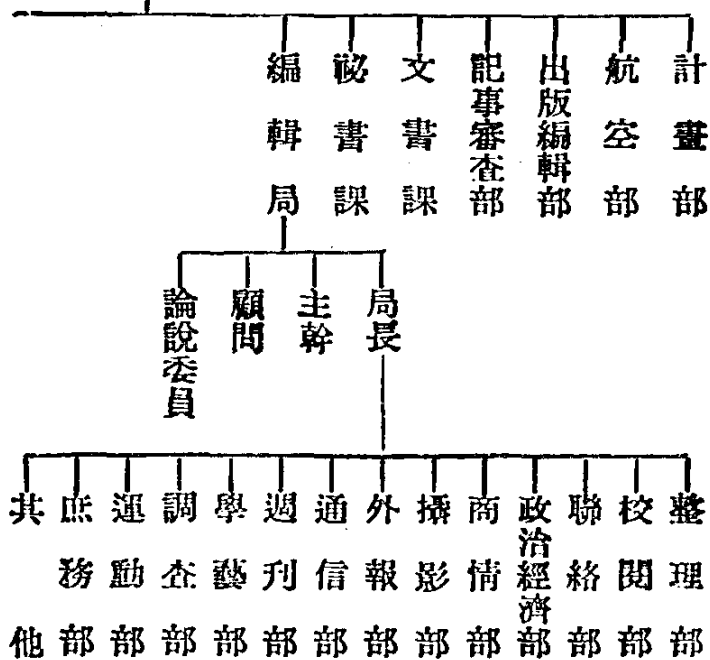 計畫部
航空部
出版編輯部
記事審查部
文書課
祕書課
編輯局
局長
主幹
顧問
論說委員
整理部
校閱部
聯絡部
政治經濟部
商情部
攝影部
外報部
通信部
週刊部
學藝部
調查部
運動部
庶務部
其他